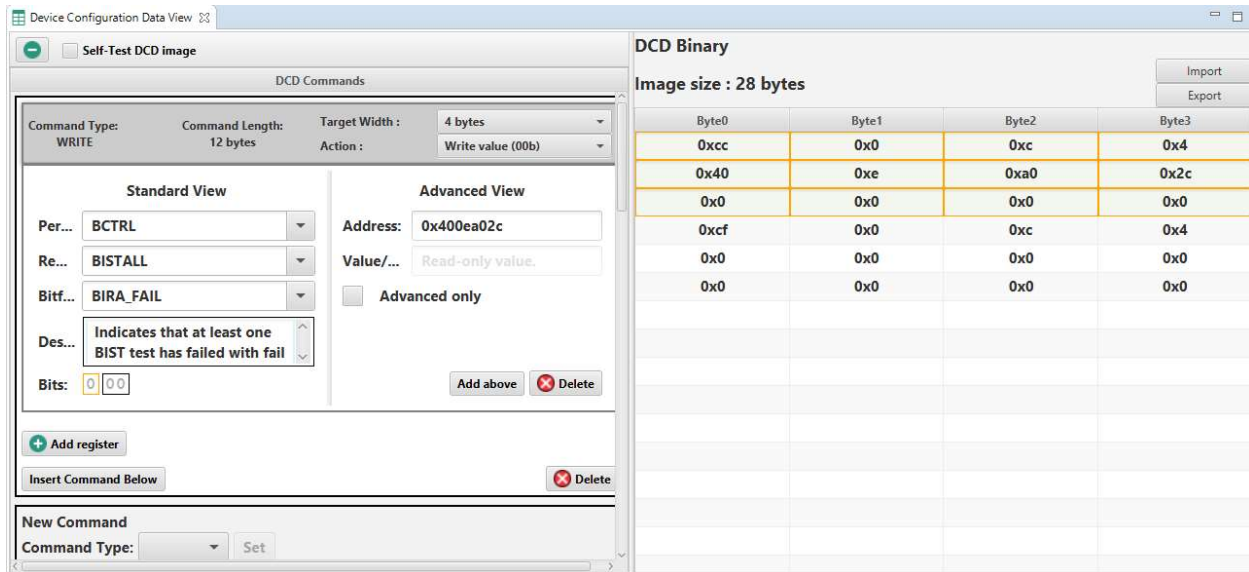 Device Configuration Data View
Self-Test DCD image
DCD Commands
Command Type:
WRITE
Command Length:
12 bytes
Target Width :
4 bytes
Action :
Write value (00b)
Standard View
Per... BCTRL
Re... BISTALL
Bitf... BIRA_FAIL
Des... Indicates that at least one
BIST test has failed with fail
Bits: 0 00
Advanced View
Address: 0x400ea02c
Value/... Read-only value.
Advanced only
Add above Delete
Add register
Insert Command Below Delete
New Command
Command Type: Set
DCD Binary
Image size : 28 bytes
Import
Export
Byte0 Byte1 Byte2 Byte3
0xcc 0x0 0xc 0x4
0x40 0xe 0xa0 0x2c
0x0 0x0 0x0 0x0
0xcf 0x0 0xc 0x4
0x0 0x0 0x0 0x0
0x0 0x0 0x0 0x0